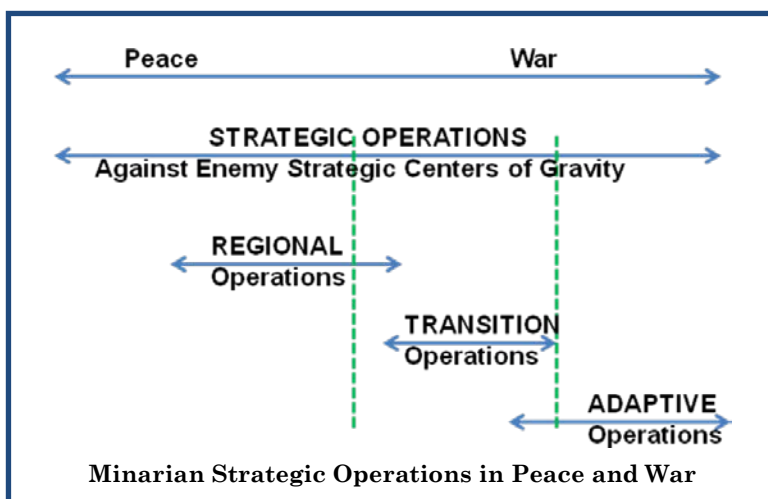 Peace War
STRATEGIC OPERATIONS
Against Enemy Strategic Centers of Gravity
REGIONAL
Operations
TRANSITION
Operations
ADAPTIVE
Operations
Minarian Strategic Operations in Peace and War